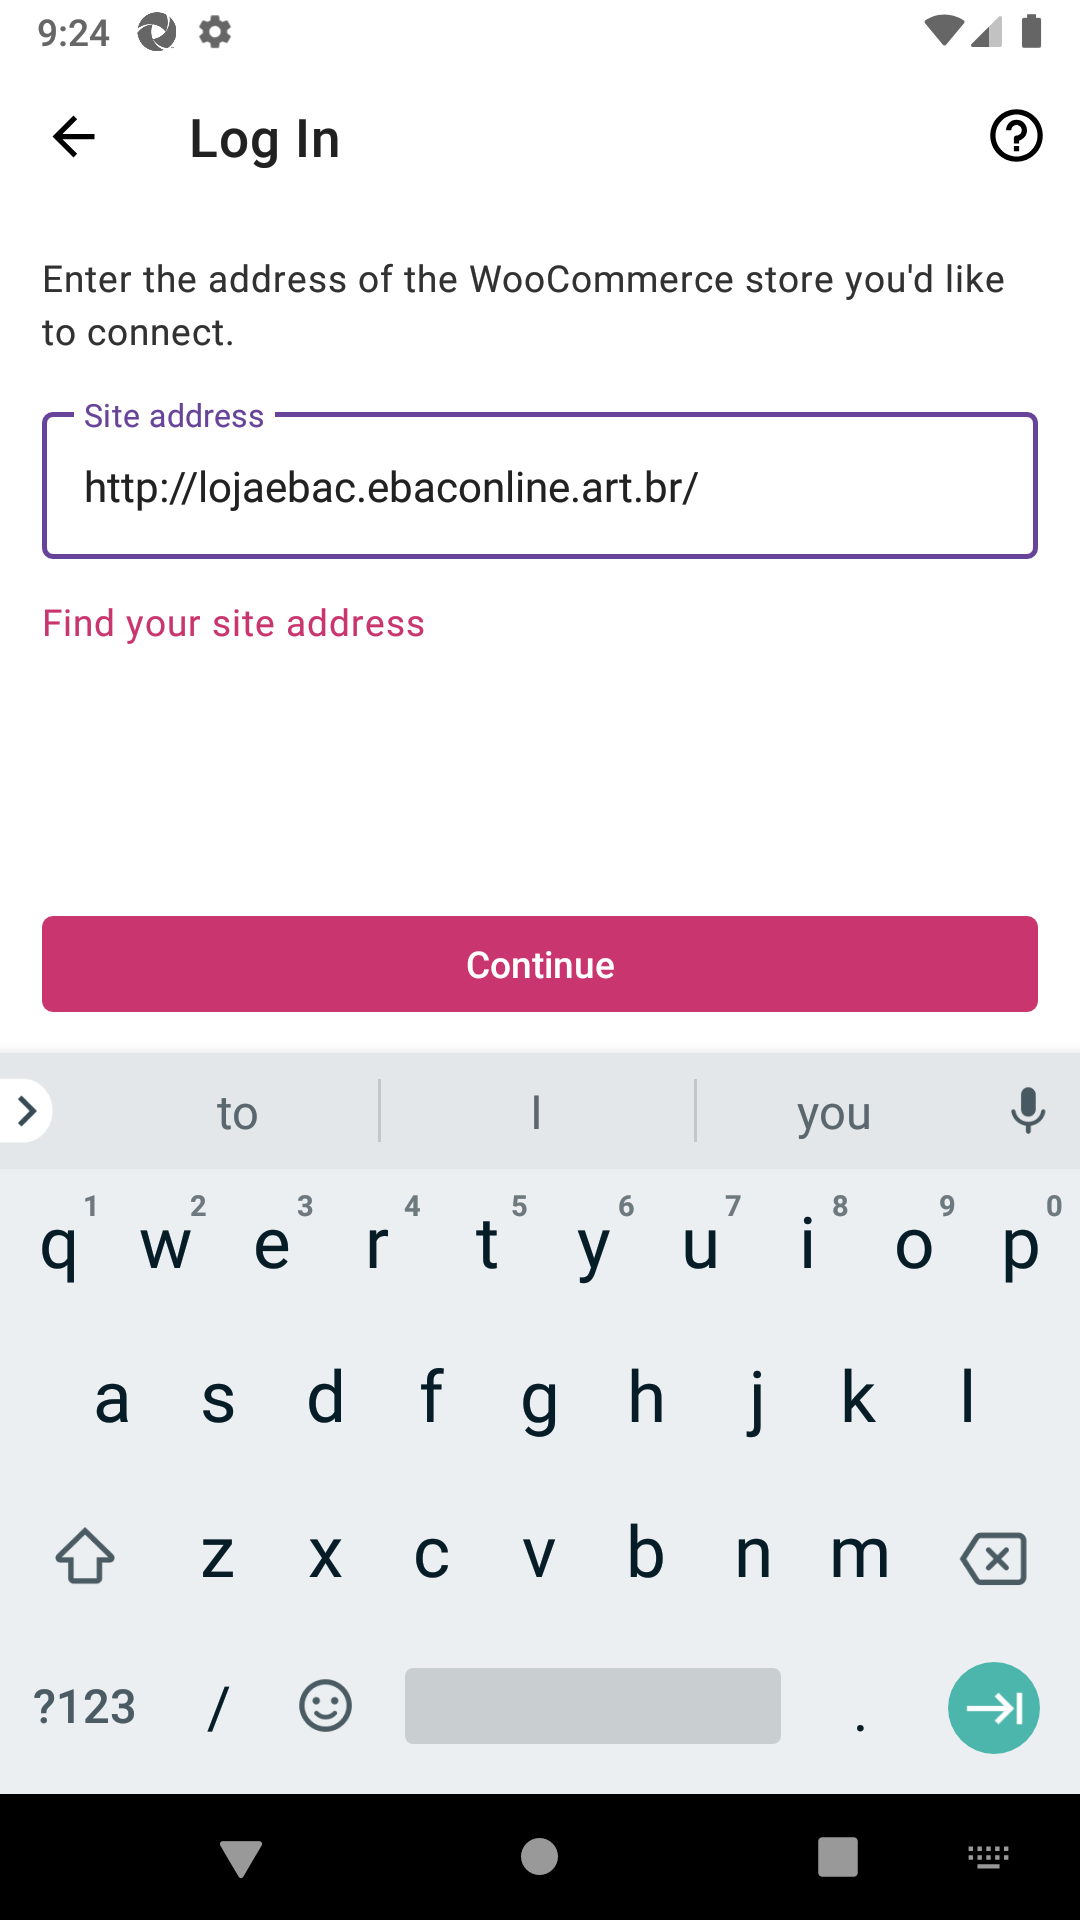 9:24
Log In
Enter the address of the WooCommerce store you'd like
to connect.
Site address
http://lojaebac.ebaconline.art.br/
Find your site address
Continue
to I you
1 2 3 4 5 6 7 8 9 0
q w e r t y u i o p
a s d f g h j k l
z x c v b n m
?123 / .